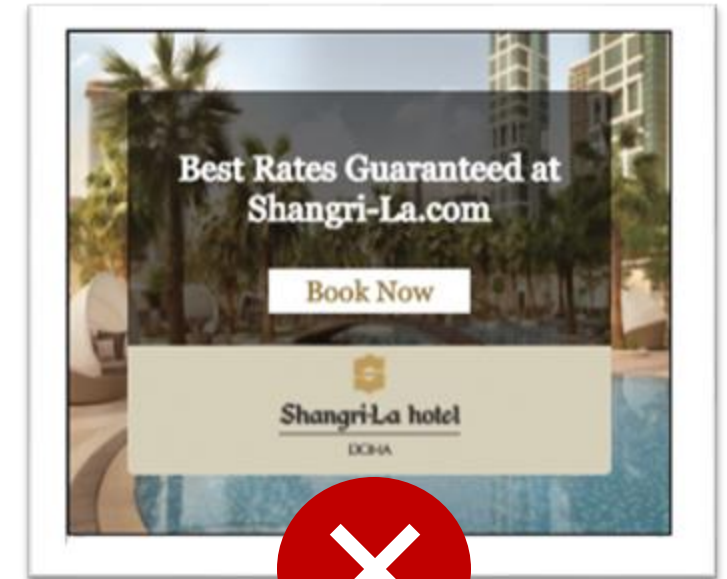 Best Rates Guaranteed at
Shangri-La.com
Book Now
Shangri-La hotel
DOHA